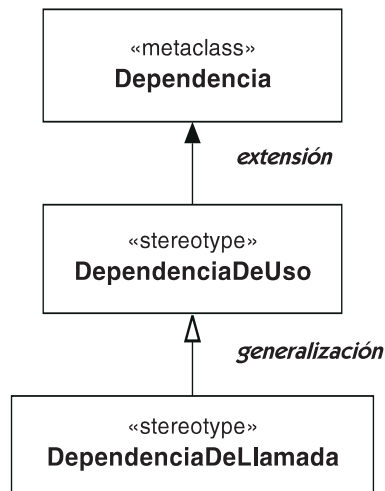 «metaclass»
Dependencia
extensión
«stereotype»
DependenciaDeUso
generalización
«stereotype»
DependenciaDeLlamada